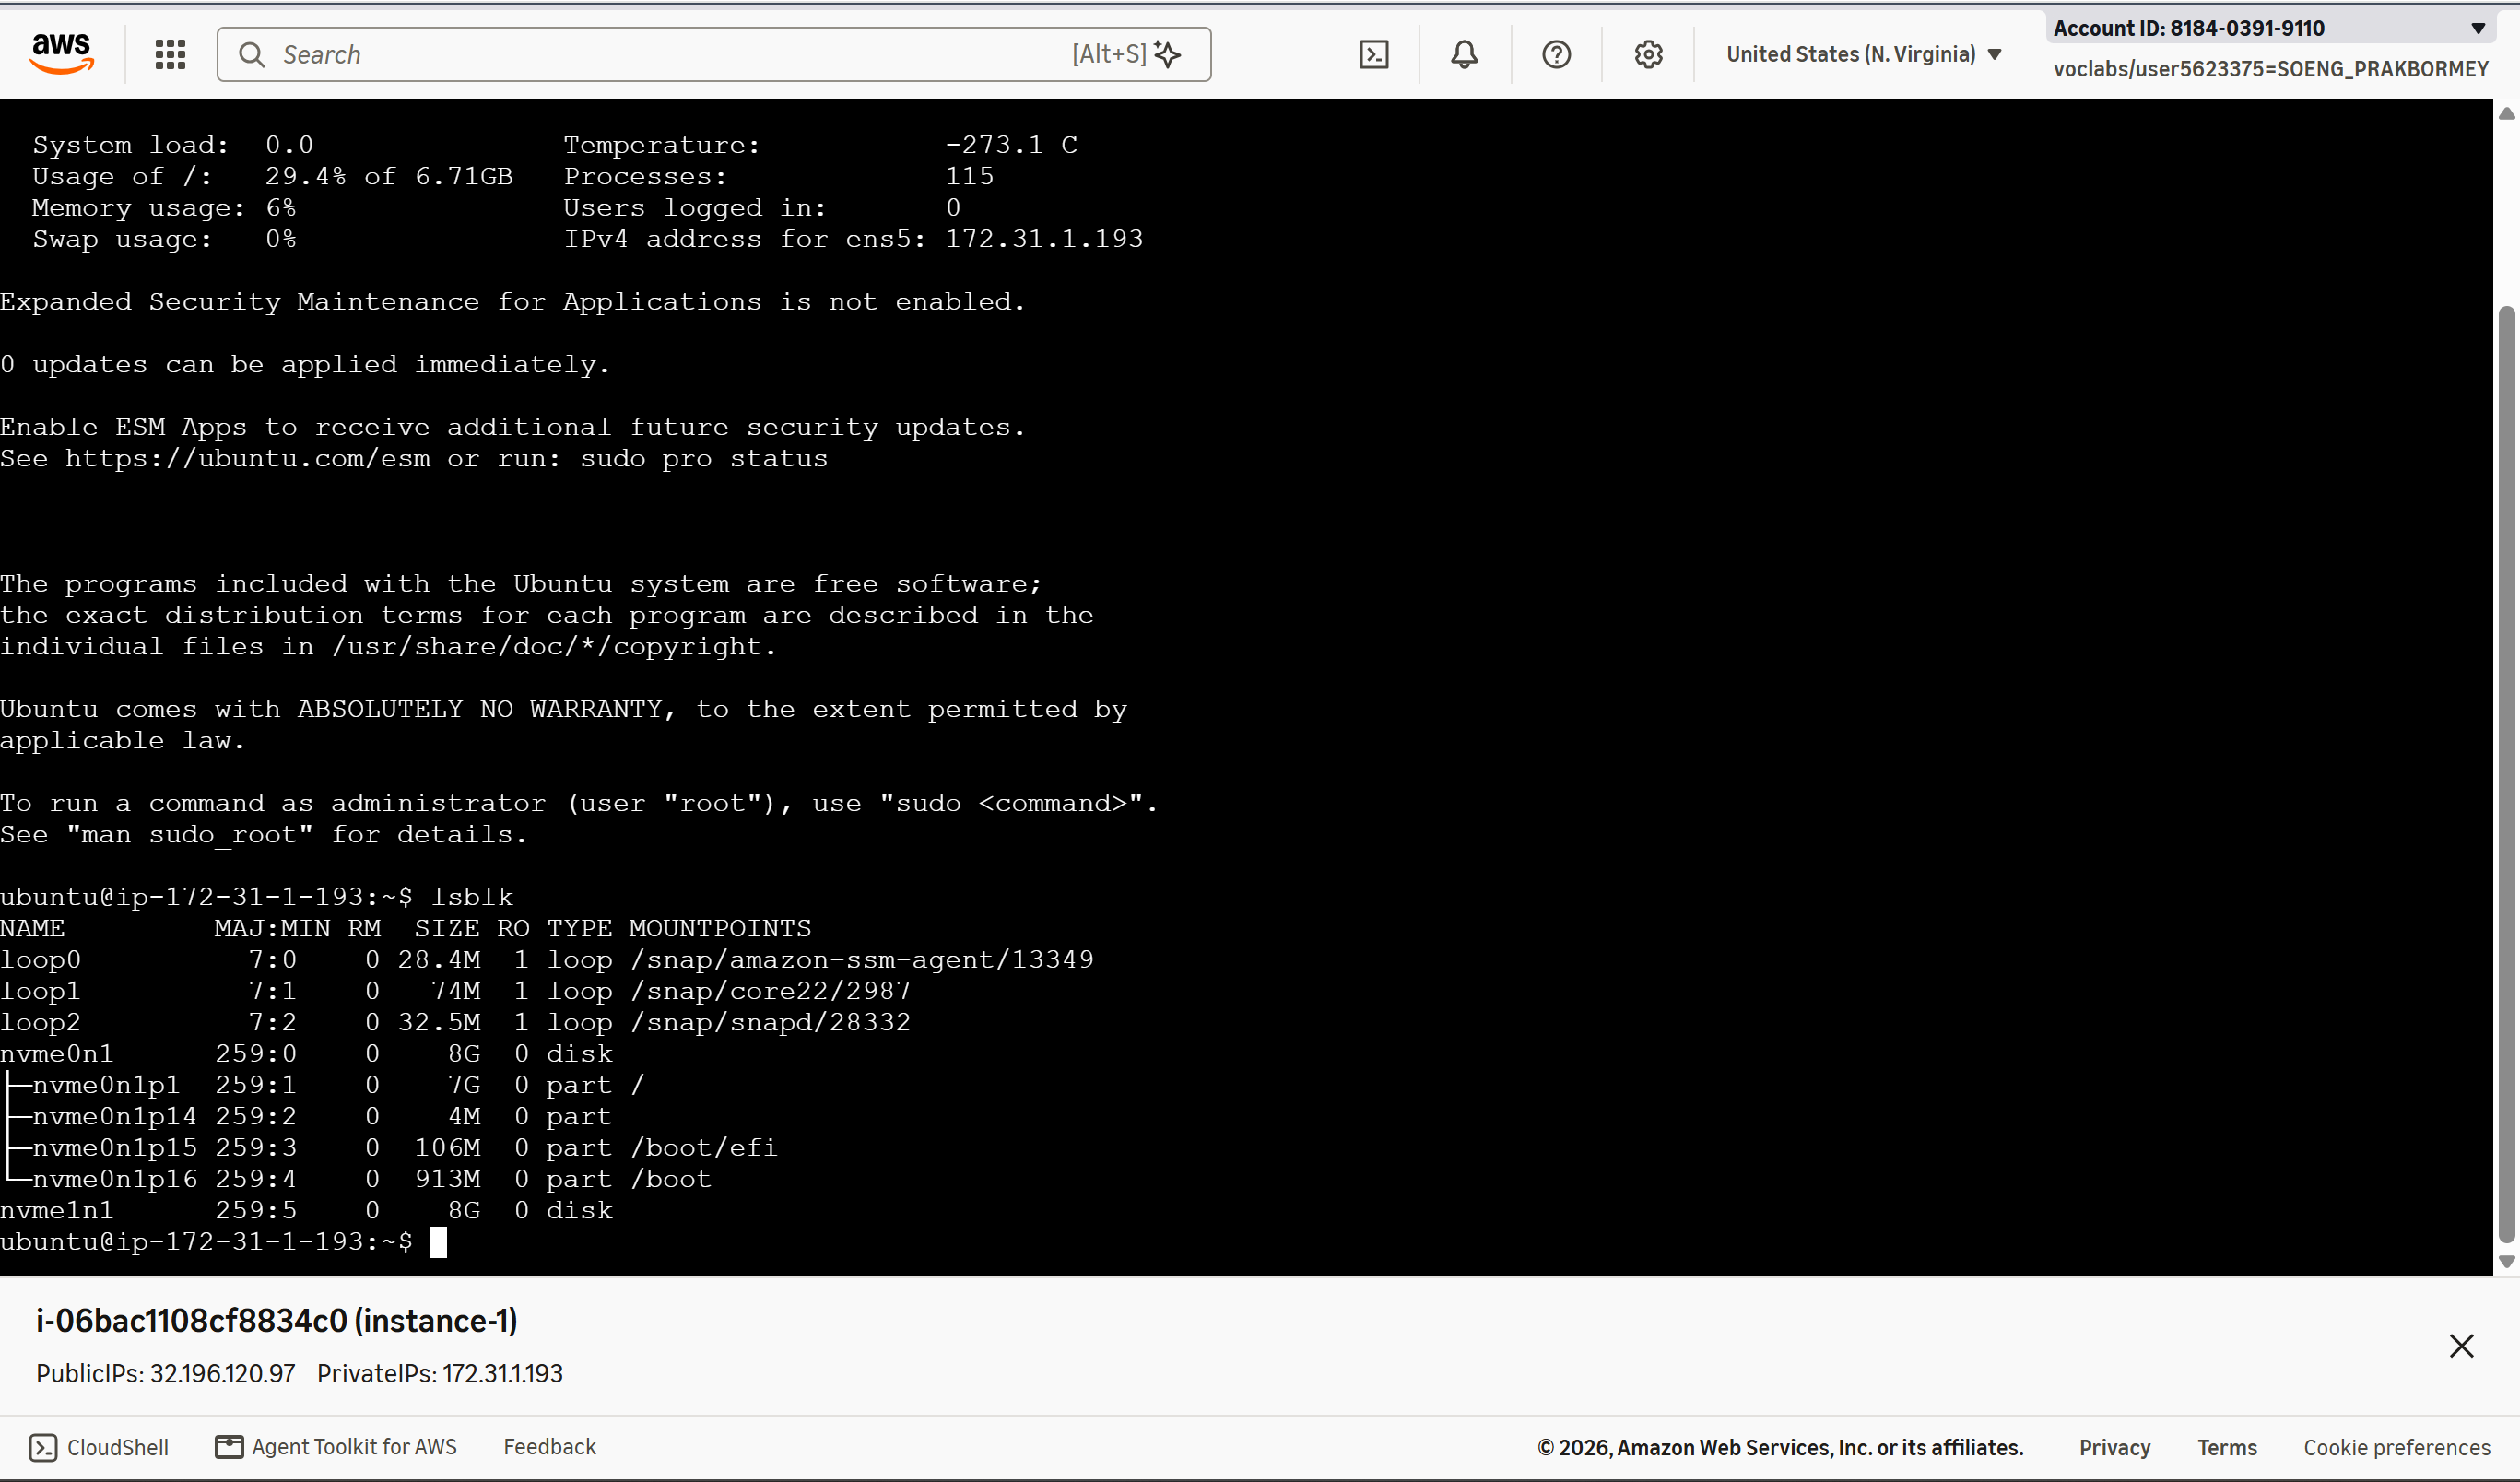 aws
Search [Alt+S]
United States (N. Virginia)
Account ID: 8184-0391-9110
voclabs/user5623375=SOENG_PRAKBORMEY
System load:  0.0               Temperature:           -273.1 C
Usage of /:   29.4% of 6.71GB   Processes:             115
Memory usage: 6%                Users logged in:       0
Swap usage:   0%                IPv4 address for ens5: 172.31.1.193
Expanded Security Maintenance for Applications is not enabled.
0 updates can be applied immediately.
Enable ESM Apps to receive additional future security updates.
See https://ubuntu.com/esm or run: sudo pro status
The programs included with the Ubuntu system are free software;
the exact distribution terms for each program are described in the
individual files in /usr/share/doc/*/copyright.
Ubuntu comes with ABSOLUTELY NO WARRANTY, to the extent permitted by
applicable law.
To run a command as administrator (user "root"), use "sudo <command>".
See "man sudo_root" for details.
ubuntu@ip-172-31-1-193:~$ lsblk
NAME         MAJ:MIN RM  SIZE RO TYPE MOUNTPOINTS
loop0          7:0    0 28.4M  1 loop /snap/amazon-ssm-agent/13349
loop1          7:1    0   74M  1 loop /snap/core22/2987
loop2          7:2    0 32.5M  1 loop /snap/snapd/28332
nvme0n1      259:0    0    8G  0 disk
├─nvme0n1p1  259:1    0    7G  0 part /
├─nvme0n1p14 259:2    0    4M  0 part
├─nvme0n1p15 259:3    0  106M  0 part /boot/efi
└─nvme0n1p16 259:4    0  913M  0 part /boot
nvme1n1      259:5    0    8G  0 disk
ubuntu@ip-172-31-1-193:~$
i-06bac1108cf8834c0 (instance-1)
PublicIPs: 32.196.120.97 PrivateIPs: 172.31.1.193
CloudShell Agent Toolkit for AWS Feedback © 2026, Amazon Web Services, Inc. or its affiliates. Privacy Terms Cookie preferences